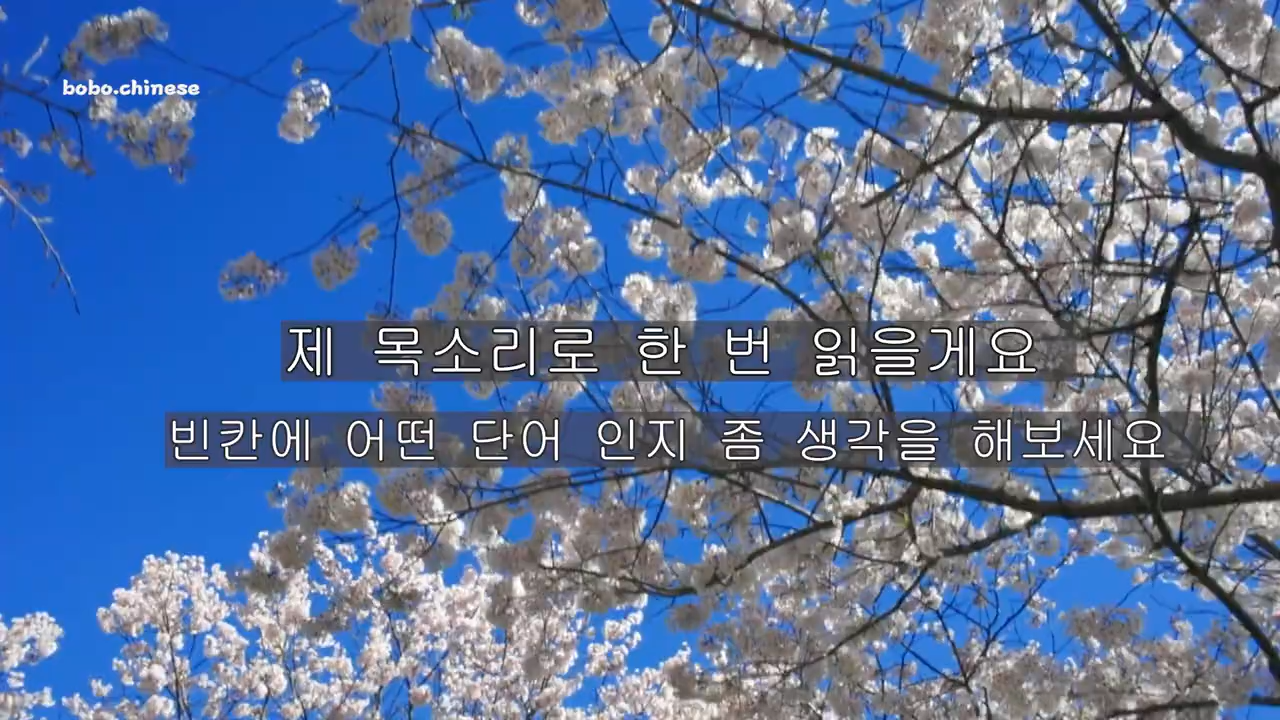 bobo.chinese
제 목소리로 한 번 읽을게요
빈칸에 어떤 단어 인지 좀 생각을 해보세요